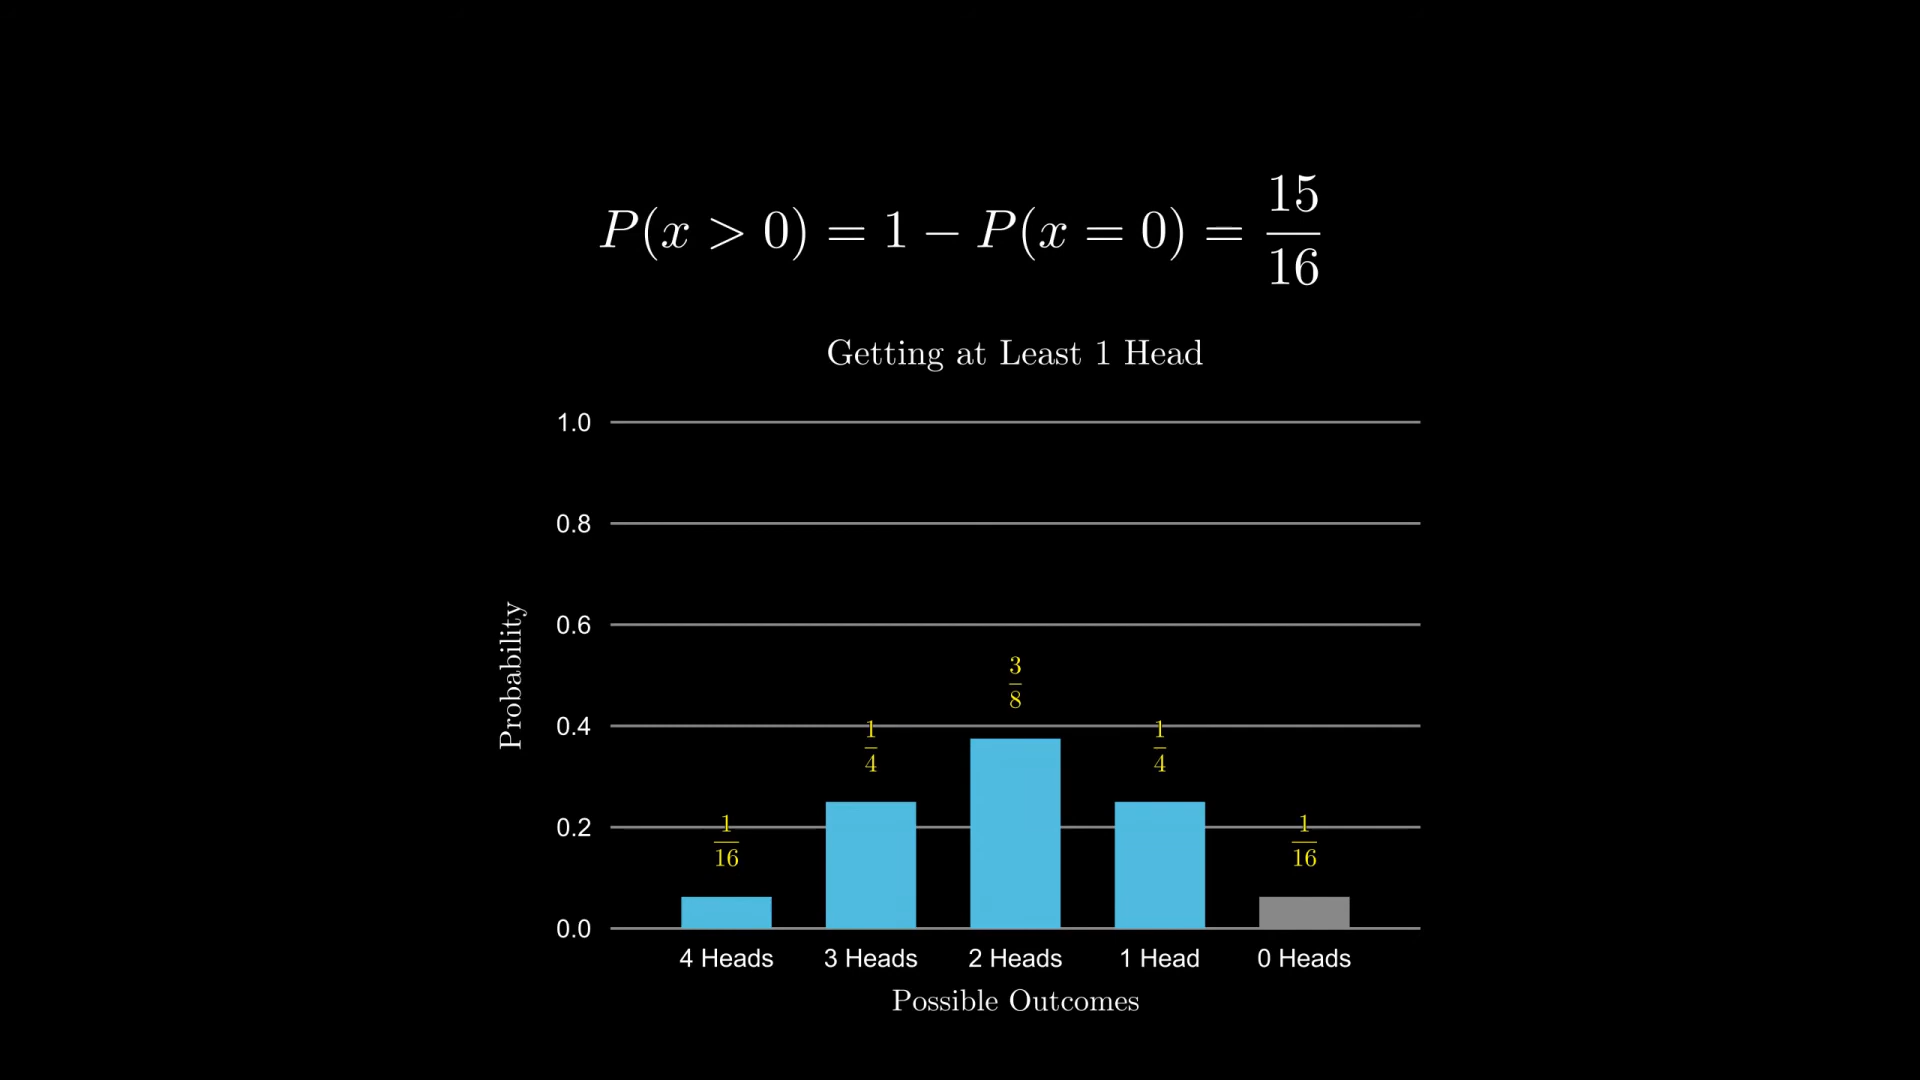 P(x > 0) = 1 − P(x = 0) = 15/16
Getting at Least 1 Head
1.0
0.8
0.6
0.4
0.2
0.0
Probability
1/16
1/4
3/8
1/4
1/16
4 Heads
3 Heads
2 Heads
1 Head
0 Heads
Possible Outcomes